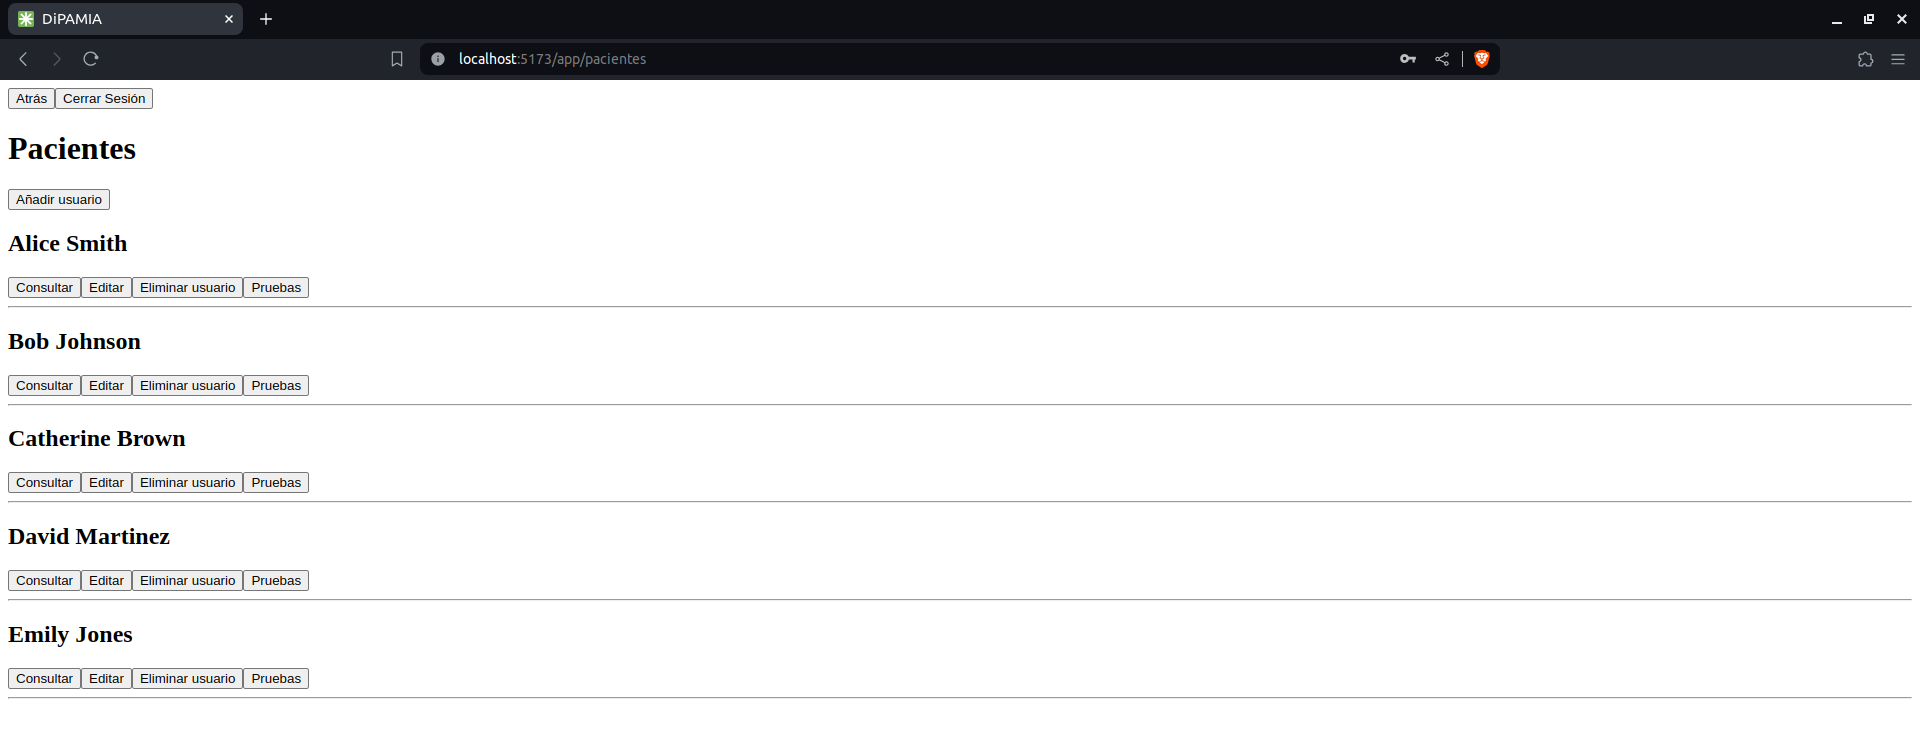 DiPAMIA
localhost:5173/app/pacientes
Atrás Cerrar Sesión
Pacientes
Añadir usuario
Alice Smith
Consultar Editar Eliminar usuario Pruebas
Bob Johnson
Consultar Editar Eliminar usuario Pruebas
Catherine Brown
Consultar Editar Eliminar usuario Pruebas
David Martinez
Consultar Editar Eliminar usuario Pruebas
Emily Jones
Consultar Editar Eliminar usuario Pruebas